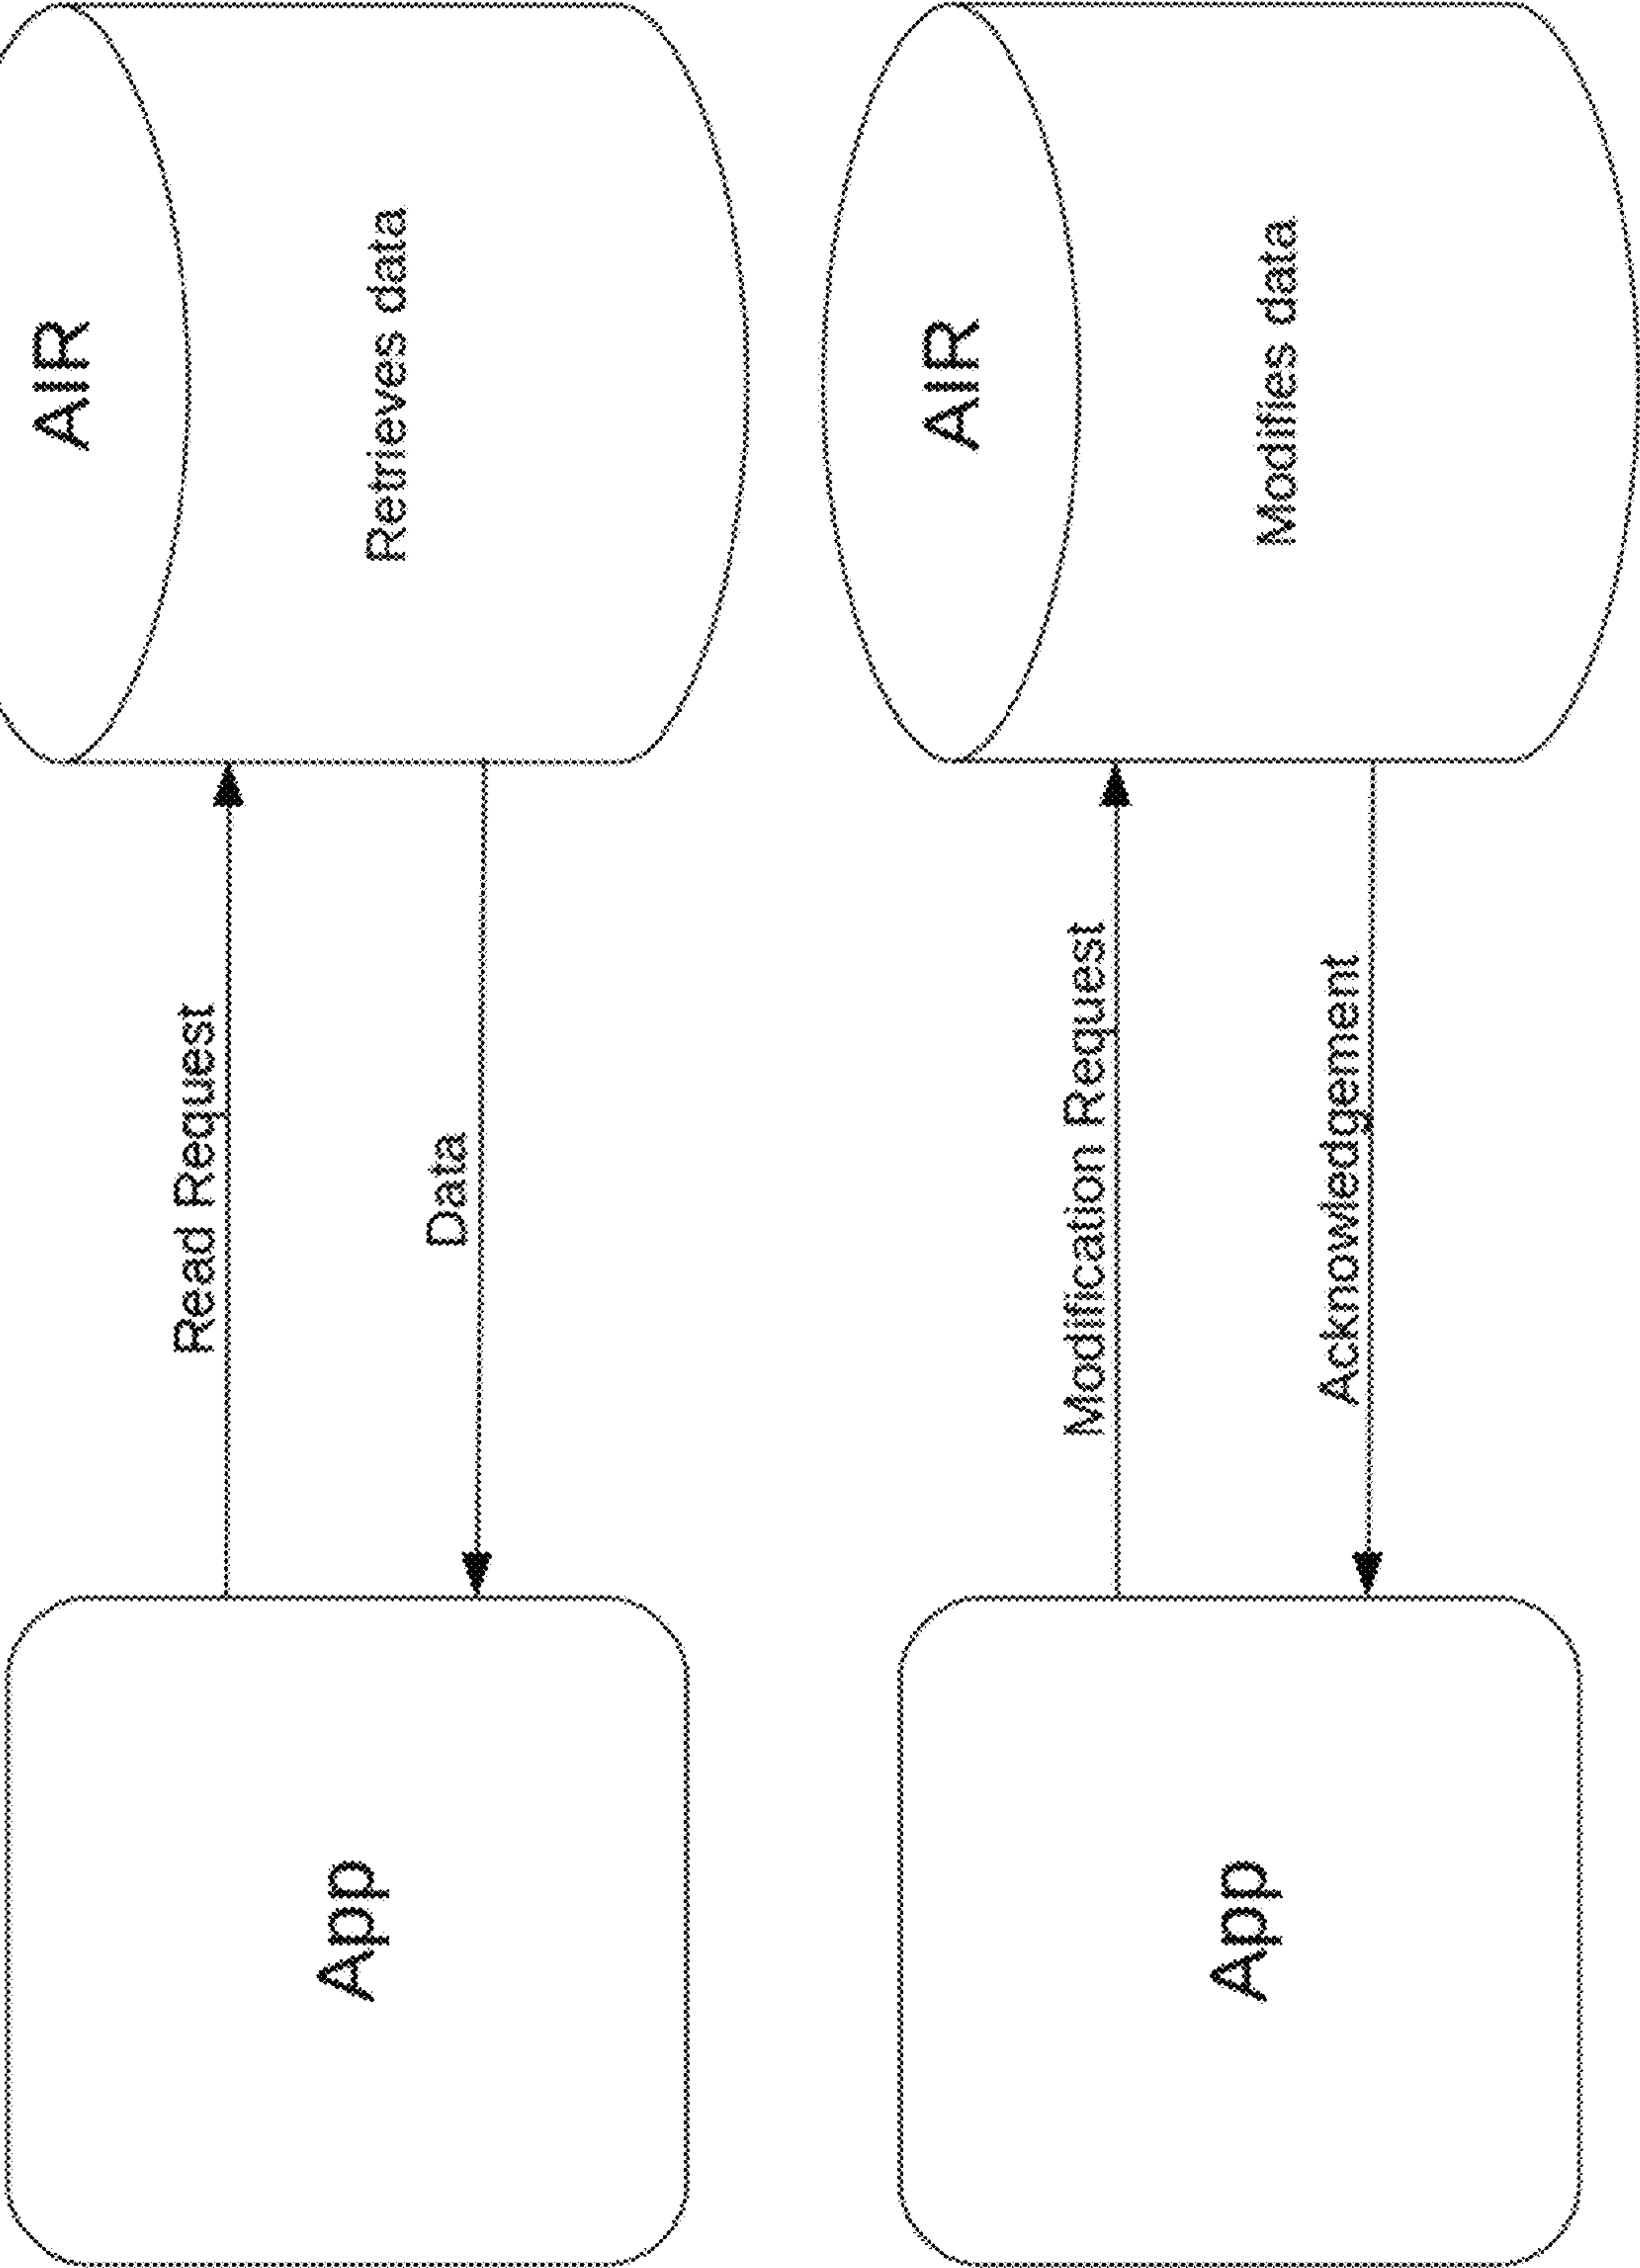 AIR
Read Request
App
Retrieves data
Data
AIR
Modification Request
App
Modifies data
Acknowledgement